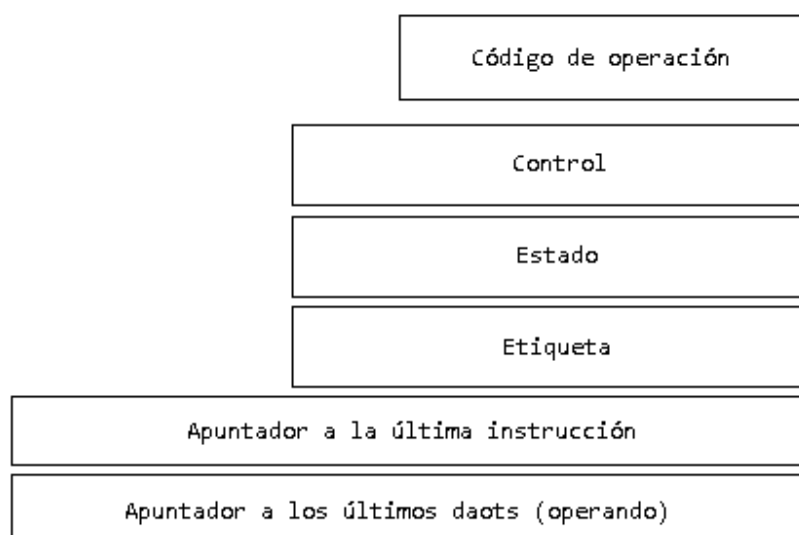 Código de operación
Control
Estado
Etiqueta
Apuntador a la última instrucción
Apuntador a los últimos daots (operando)